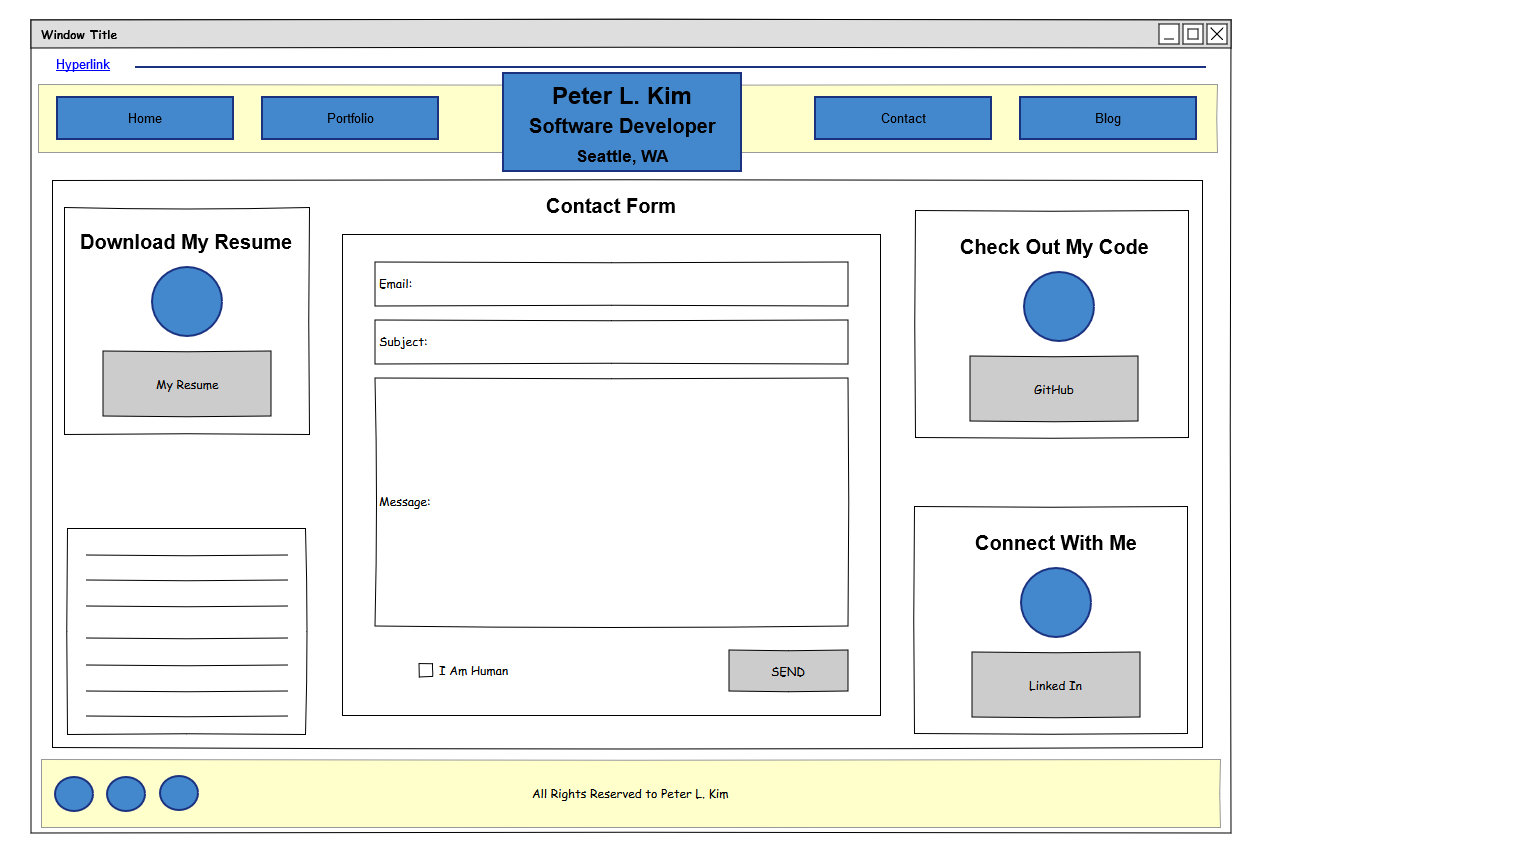 Window Title
Hyperlink
Home
Portfolio
Peter L. Kim
Software Developer
Seattle, WA
Contact
Blog
Download My Resume
My Resume
Contact Form
Email:
Subject:
Message:
I Am Human
SEND
Check Out My Code
GitHub
Connect With Me
Linked In
All Rights Reserved to Peter L. Kim